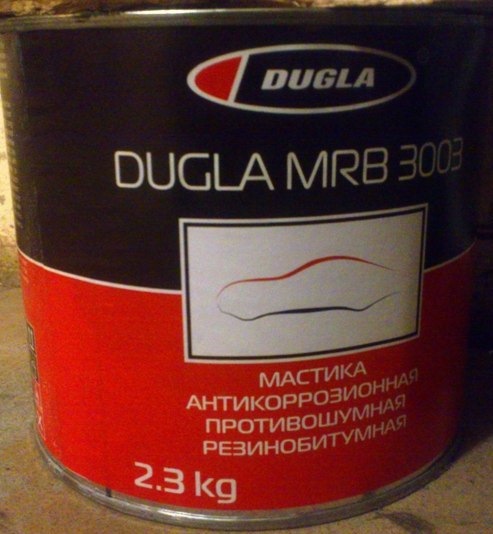 DUGLA
DUGLA MRB 3003
МАСТИКА
АНТИКОРРОЗИОННАЯ
ПРОТИВОШУМНАЯ
РЕЗИНОБИТУМНАЯ
2.3 kg